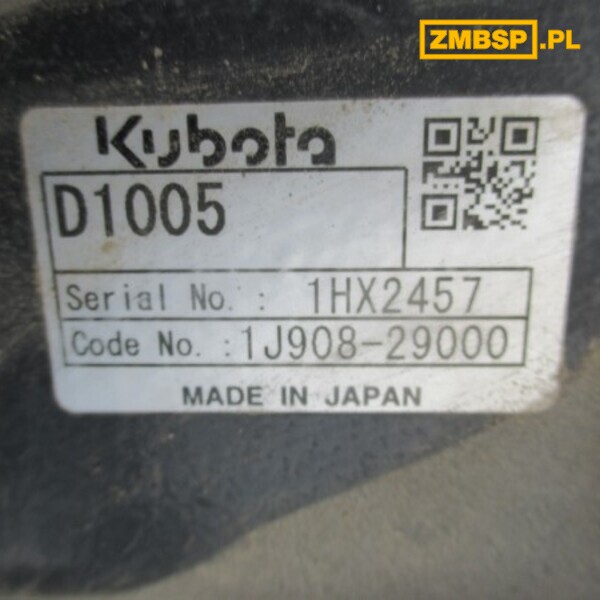 ZMBSP.PL
Kubota
D1005
Serial No. : 1HX2457
Code No. :1J908-29000
MADE IN JAPAN